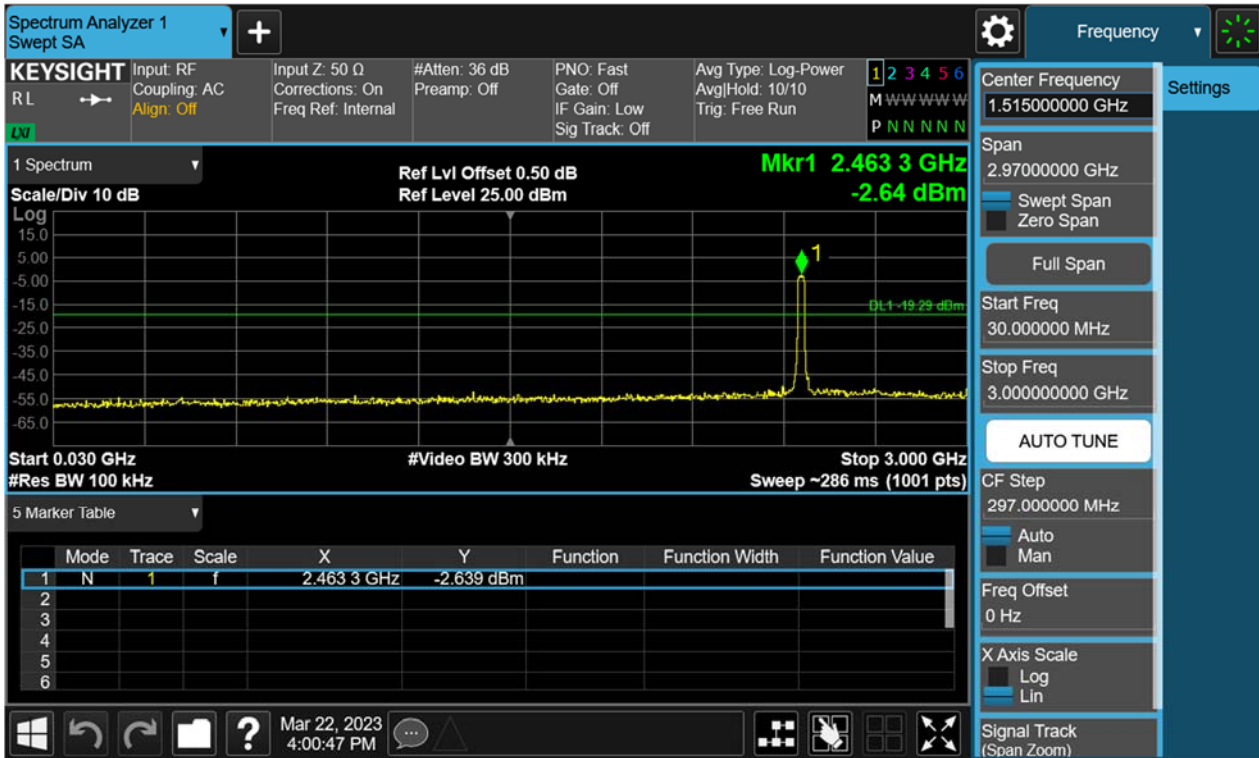 Spectrum Analyzer 1
Swept SA
+
Frequency
KEYSIGHT
R L
LXI
Input: RF
Coupling: AC
Align: Off
Input Z: 50 Ω
Corrections: On
Freq Ref: Internal
#Atten: 36 dB
Preamp: Off
PNO: Fast
Gate: Off
IF Gain: Low
Sig Track: Off
Avg Type: Log-Power
Avg|Hold: 10/10
Trig: Free Run
1 2 3 4 5 6
M W W W W W
P N N N N N
1 Spectrum
Scale/Div 10 dB
Ref Lvl Offset 0.50 dB
Ref Level 25.00 dBm
Mkr1 2.463 3 GHz
-2.64 dBm
Log
15.0
5.00
-5.00
-15.0
-25.0
-35.0
-45.0
-55.0
-65.0
1
DL1 -19.29 dBm
Start 0.030 GHz
#Res BW 100 kHz
#Video BW 300 kHz
Stop 3.000 GHz
Sweep ~286 ms (1001 pts)
5 Marker Table
Mode Trace Scale X Y Function Function Width Function Value
1 N 1 f 2.463 3 GHz -2.639 dBm
2
3
4
5
6
Mar 22, 2023
4:00:47 PM
?
Center Frequency
1.515000000 GHz
Settings
Span
2.97000000 GHz
Swept Span
Zero Span
Full Span
Start Freq
30.000000 MHz
Stop Freq
3.000000000 GHz
AUTO TUNE
CF Step
297.000000 MHz
Auto
Man
Freq Offset
0 Hz
X Axis Scale
Log
Lin
Signal Track
(Span Zoom)